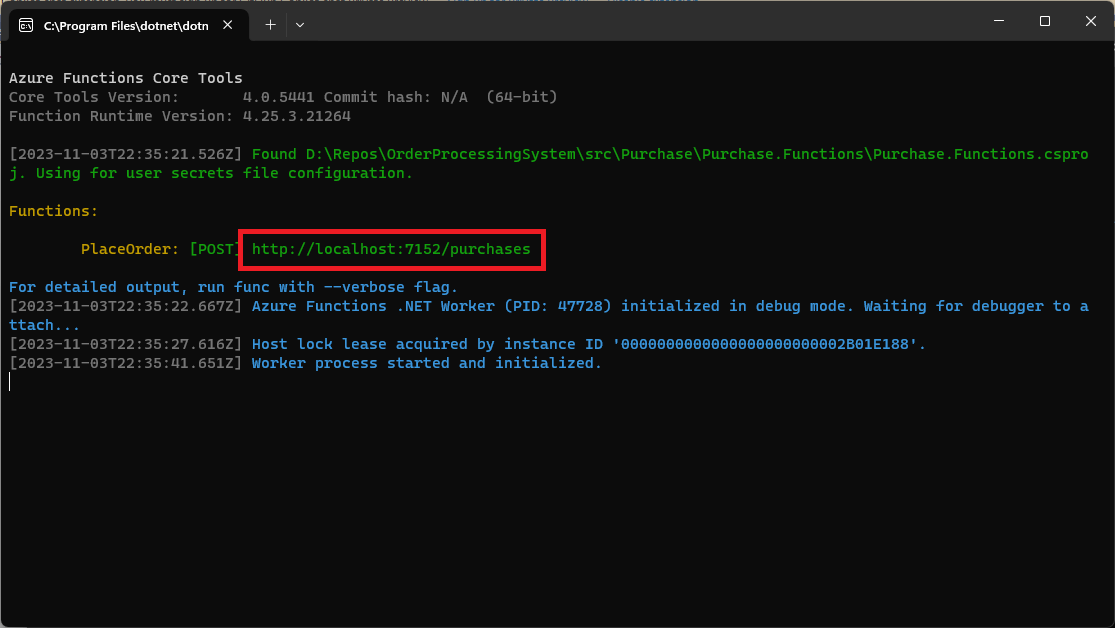 C:\Program Files\dotnet\dotn
Azure Functions Core Tools
Core Tools Version:       4.0.5441 Commit hash: N/A  (64-bit)
Function Runtime Version: 4.25.3.21264
[2023-11-03T22:35:21.526Z] Found D:\Repos\OrderProcessingSystem\src\Purchase\Purchase.Functions\Purchase.Functions.cspro
j. Using for user secrets file configuration.
Functions:
PlaceOrder: [POST] http://localhost:7152/purchases
For detailed output, run func with --verbose flag.
[2023-11-03T22:35:22.667Z] Azure Functions .NET Worker (PID: 47728) initialized in debug mode. Waiting for debugger to a
ttach...
[2023-11-03T22:35:27.616Z] Host lock lease acquired by instance ID '0000000000000000000000002B01E188'.
[2023-11-03T22:35:41.651Z] Worker process started and initialized.